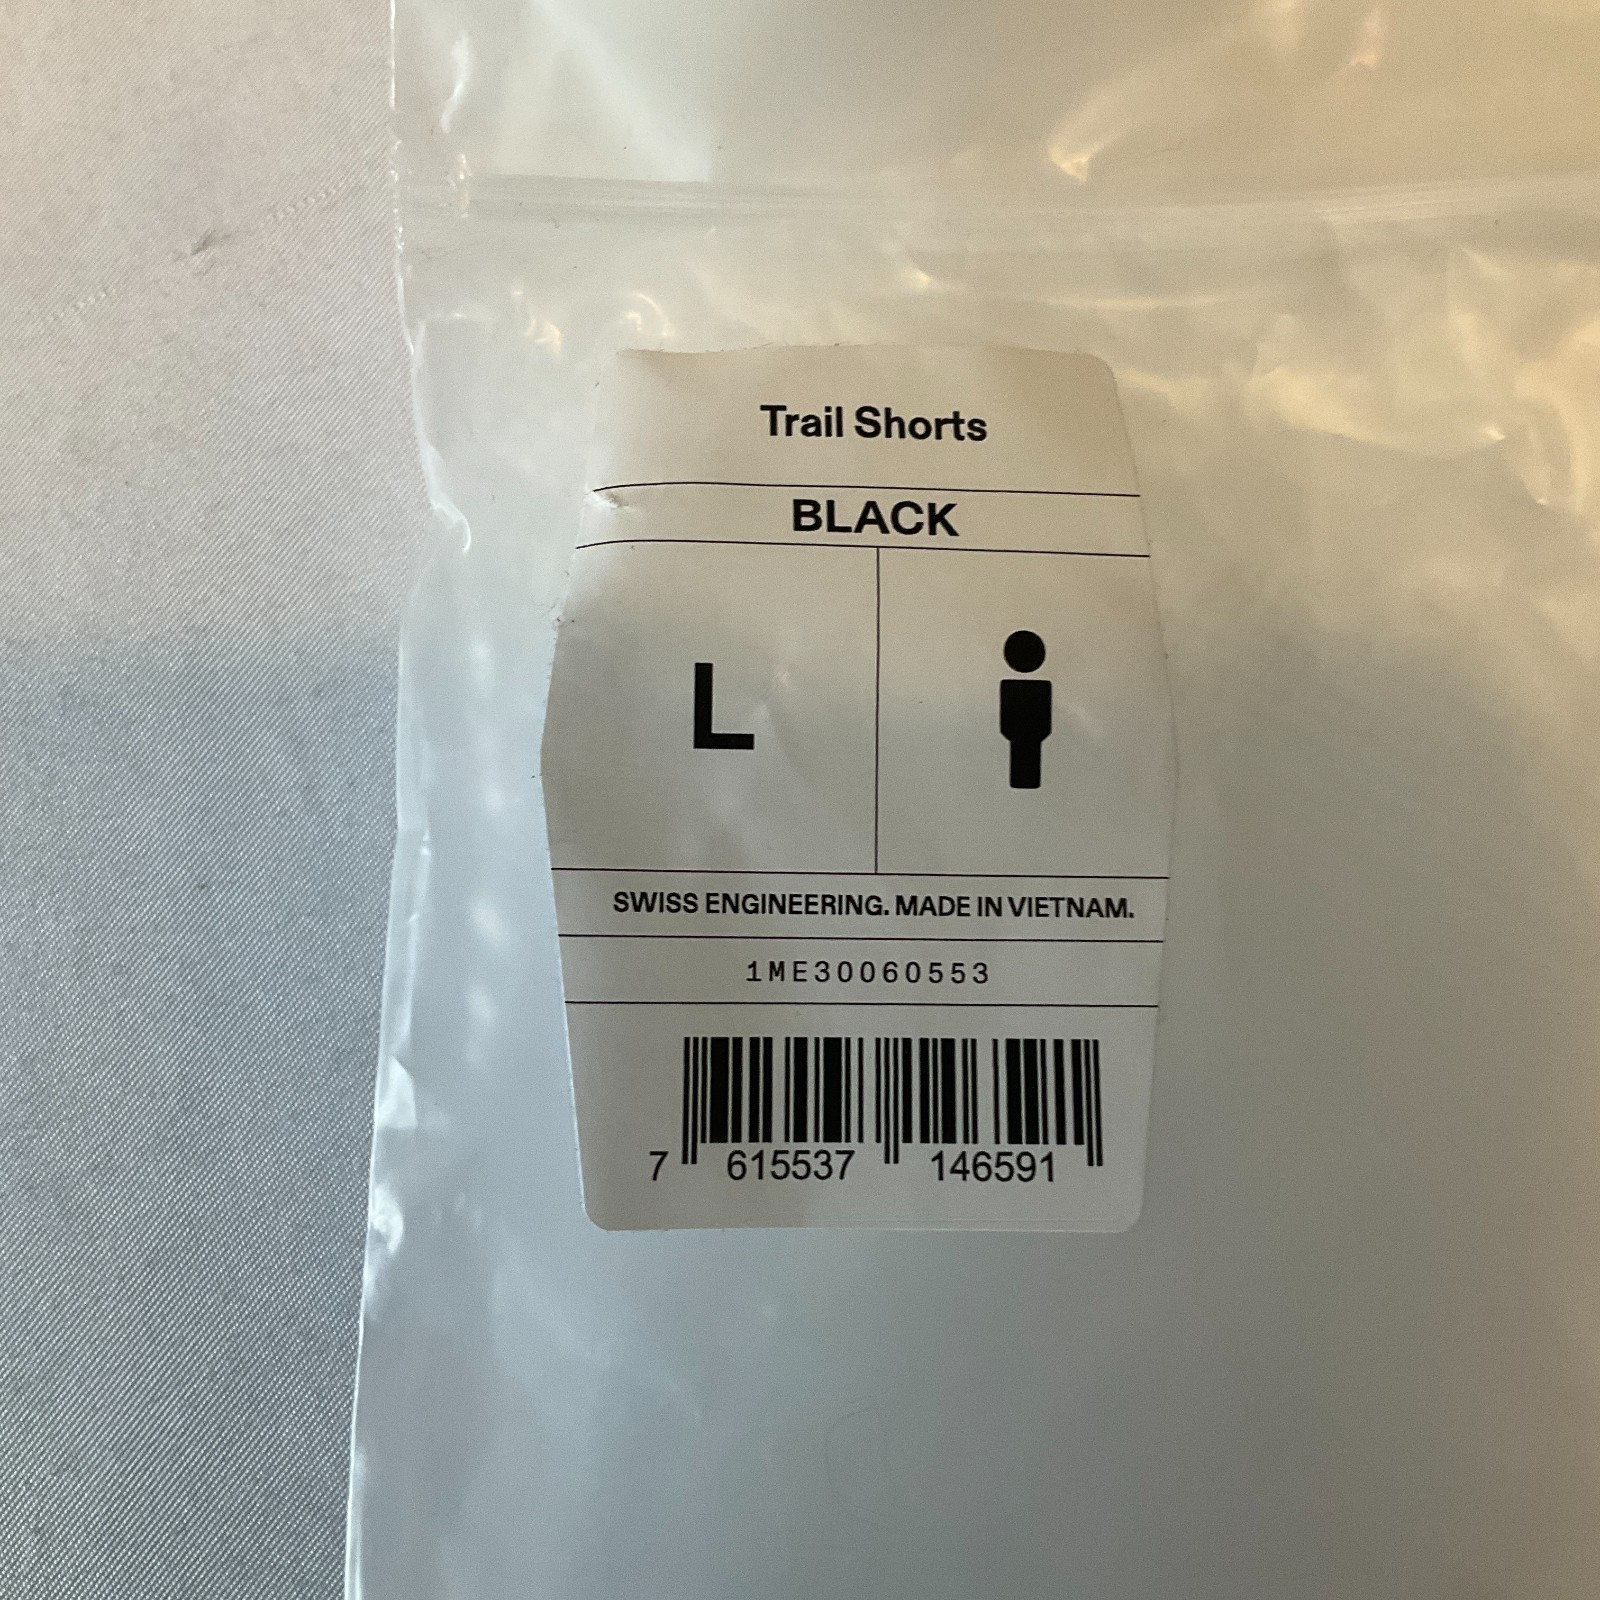 Trail Shorts
BLACK
L
SWISS ENGINEERING. MADE IN VIETNAM.
1ME30060553
7 615537 146591